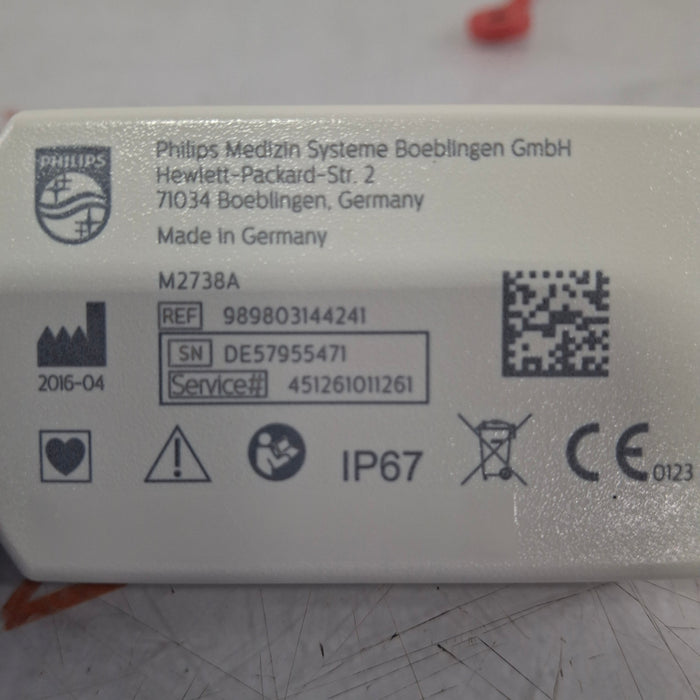 PHILIPS
Philips Medizin Systeme Boeblingen GmbH
Hewlett-Packard-Str. 2
71034 Boeblingen, Germany
Made in Germany
M2738A
REF 989803144241
SN DE57955471
Service# 451261011261
2016-04
IP67
CE 0123